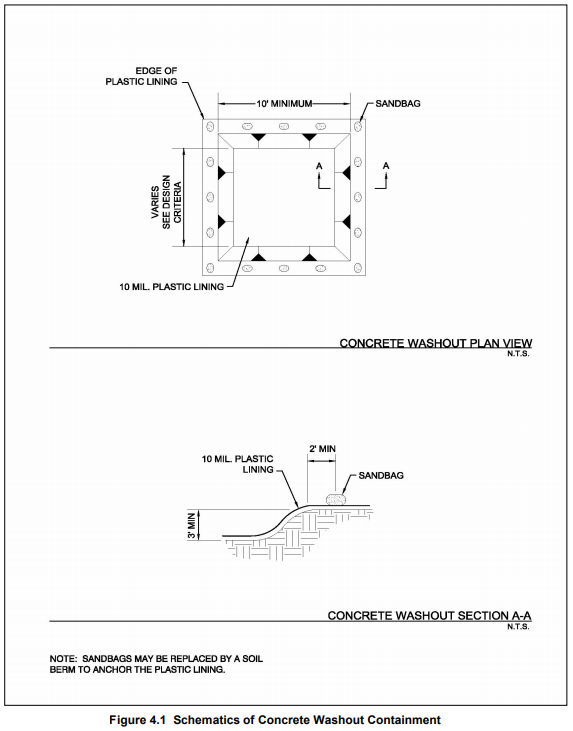 EDGE OF
PLASTIC LINING
10' MINIMUM
SANDBAG
A
A
VARIES
SEE DESIGN
CRITERIA
10 MIL. PLASTIC LINING
CONCRETE WASHOUT PLAN VIEW
N.T.S.
2' MIN
10 MIL. PLASTIC
LINING
SANDBAG
3' MIN
CONCRETE WASHOUT SECTION A-A
N.T.S.
NOTE: SANDBAGS MAY BE REPLACED BY A SOIL
BERM TO ANCHOR THE PLASTIC LINING.
Figure 4.1 Schematics of Concrete Washout Containment